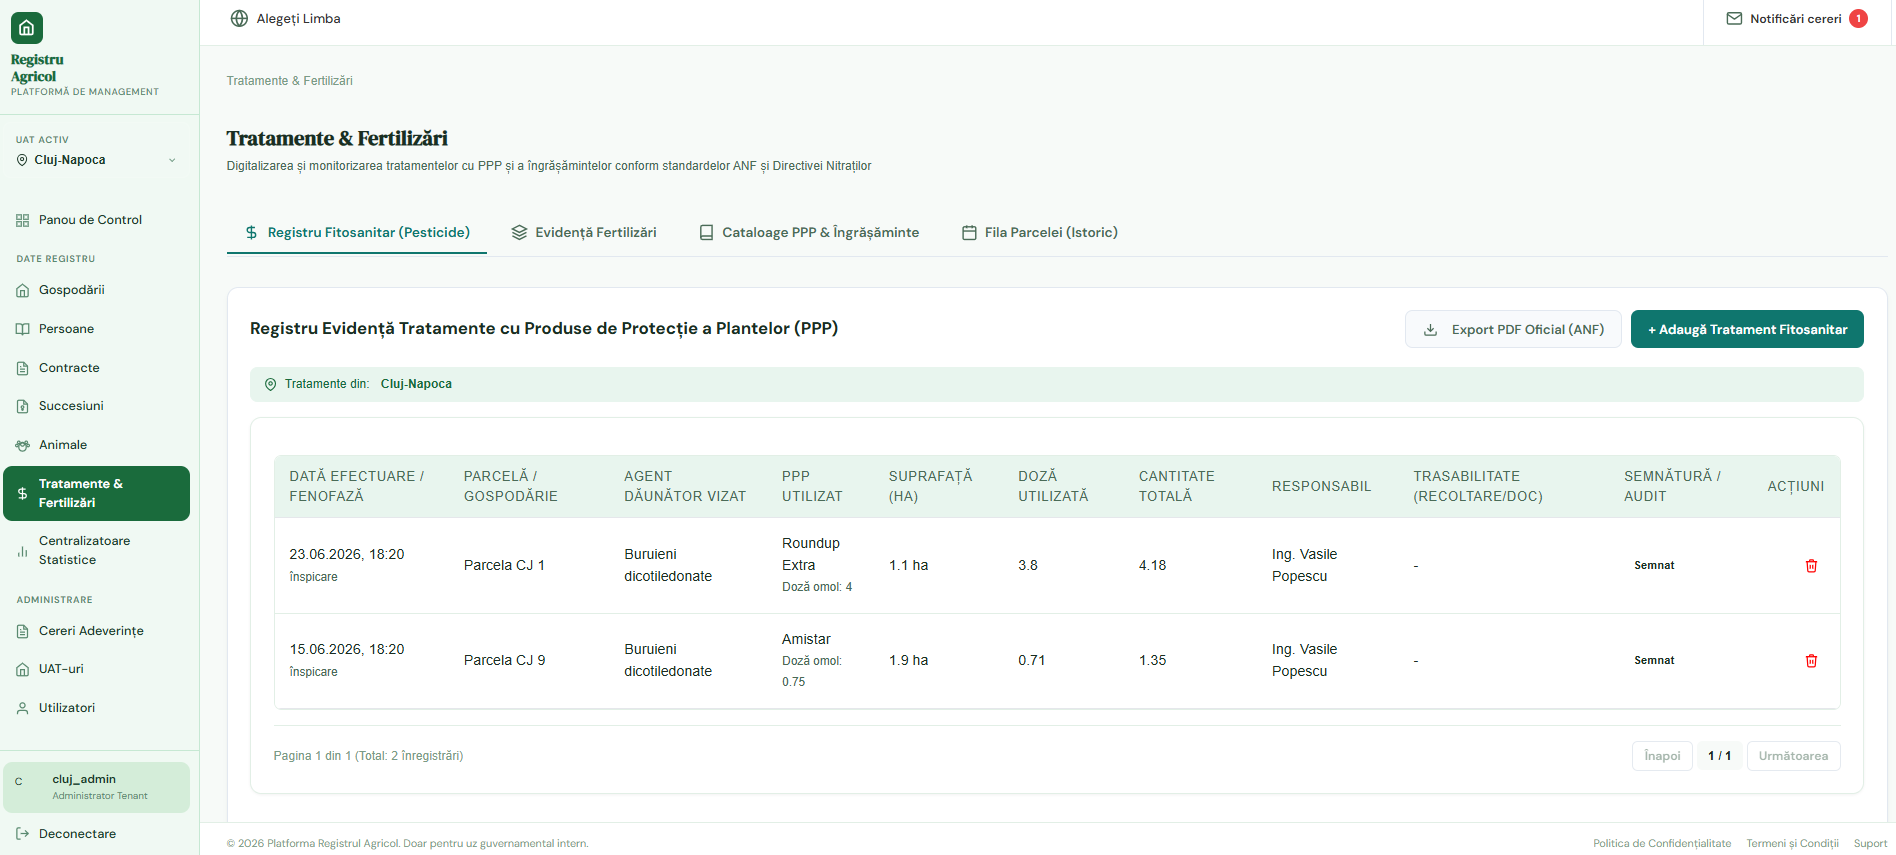 Registru
Agricol
PLATFORMĂ DE MANAGEMENT
UAT ACTIV
Cluj-Napoca
Panou de Control
DATE REGISTRU
Gospodării
Persoane
Contracte
Succesiuni
Animale
Tratamente &
Fertilizări
Centralizatoare
Statistice
ADMINISTRARE
Cereri Adeverințe
UAT-uri
Utilizatori
C
cluj_admin
Administrator Tenant
Deconectare
Alegeți Limba
Notificări cereri 1
Tratamente & Fertilizări
Tratamente & Fertilizări
Digitalizarea și monitorizarea tratamentelor cu PPP și a îngrășămintelor conform standardelor ANF și Directivei Nitraților
Registru Fitosanitar (Pesticide)
Evidență Fertilizări
Cataloage PPP & Îngrășăminte
Fila Parcelei (Istoric)
Registru Evidență Tratamente cu Produse de Protecție a Plantelor (PPP)
Export PDF Oficial (ANF)
+ Adaugă Tratament Fitosanitar
Tratamente din: Cluj-Napoca
DATĂ EFECTUARE /
FENOFAZĂ
PARCELĂ /
GOSPODĂRIE
AGENT
DĂUNĂTOR VIZAT
PPP
UTILIZAT
SUPRAFAȚĂ
(HA)
DOZĂ
UTILIZATĂ
CANTITATE
TOTALĂ
RESPONSABIL
TRASABILITATE
(RECOLTARE/DOC)
SEMNĂTURĂ /
AUDIT
ACȚIUNI
23.06.2026, 18:20
înspicare
Parcela CJ 1
Buruieni
dicotiledonate
Roundup
Extra
Doză omol: 4
1.1 ha
3.8
4.18
Ing. Vasile
Popescu
-
Semnat
15.06.2026, 18:20
înspicare
Parcela CJ 9
Buruieni
dicotiledonate
Amistar
Doză omol:
0.75
1.9 ha
0.71
1.35
Ing. Vasile
Popescu
-
Semnat
Pagina 1 din 1 (Total: 2 înregistrări)
Înapoi
1 / 1
Următoarea
© 2026 Platforma Registrul Agricol. Doar pentru uz guvernamental intern.
Politica de Confidențialitate
Termeni și Condiții
Suport